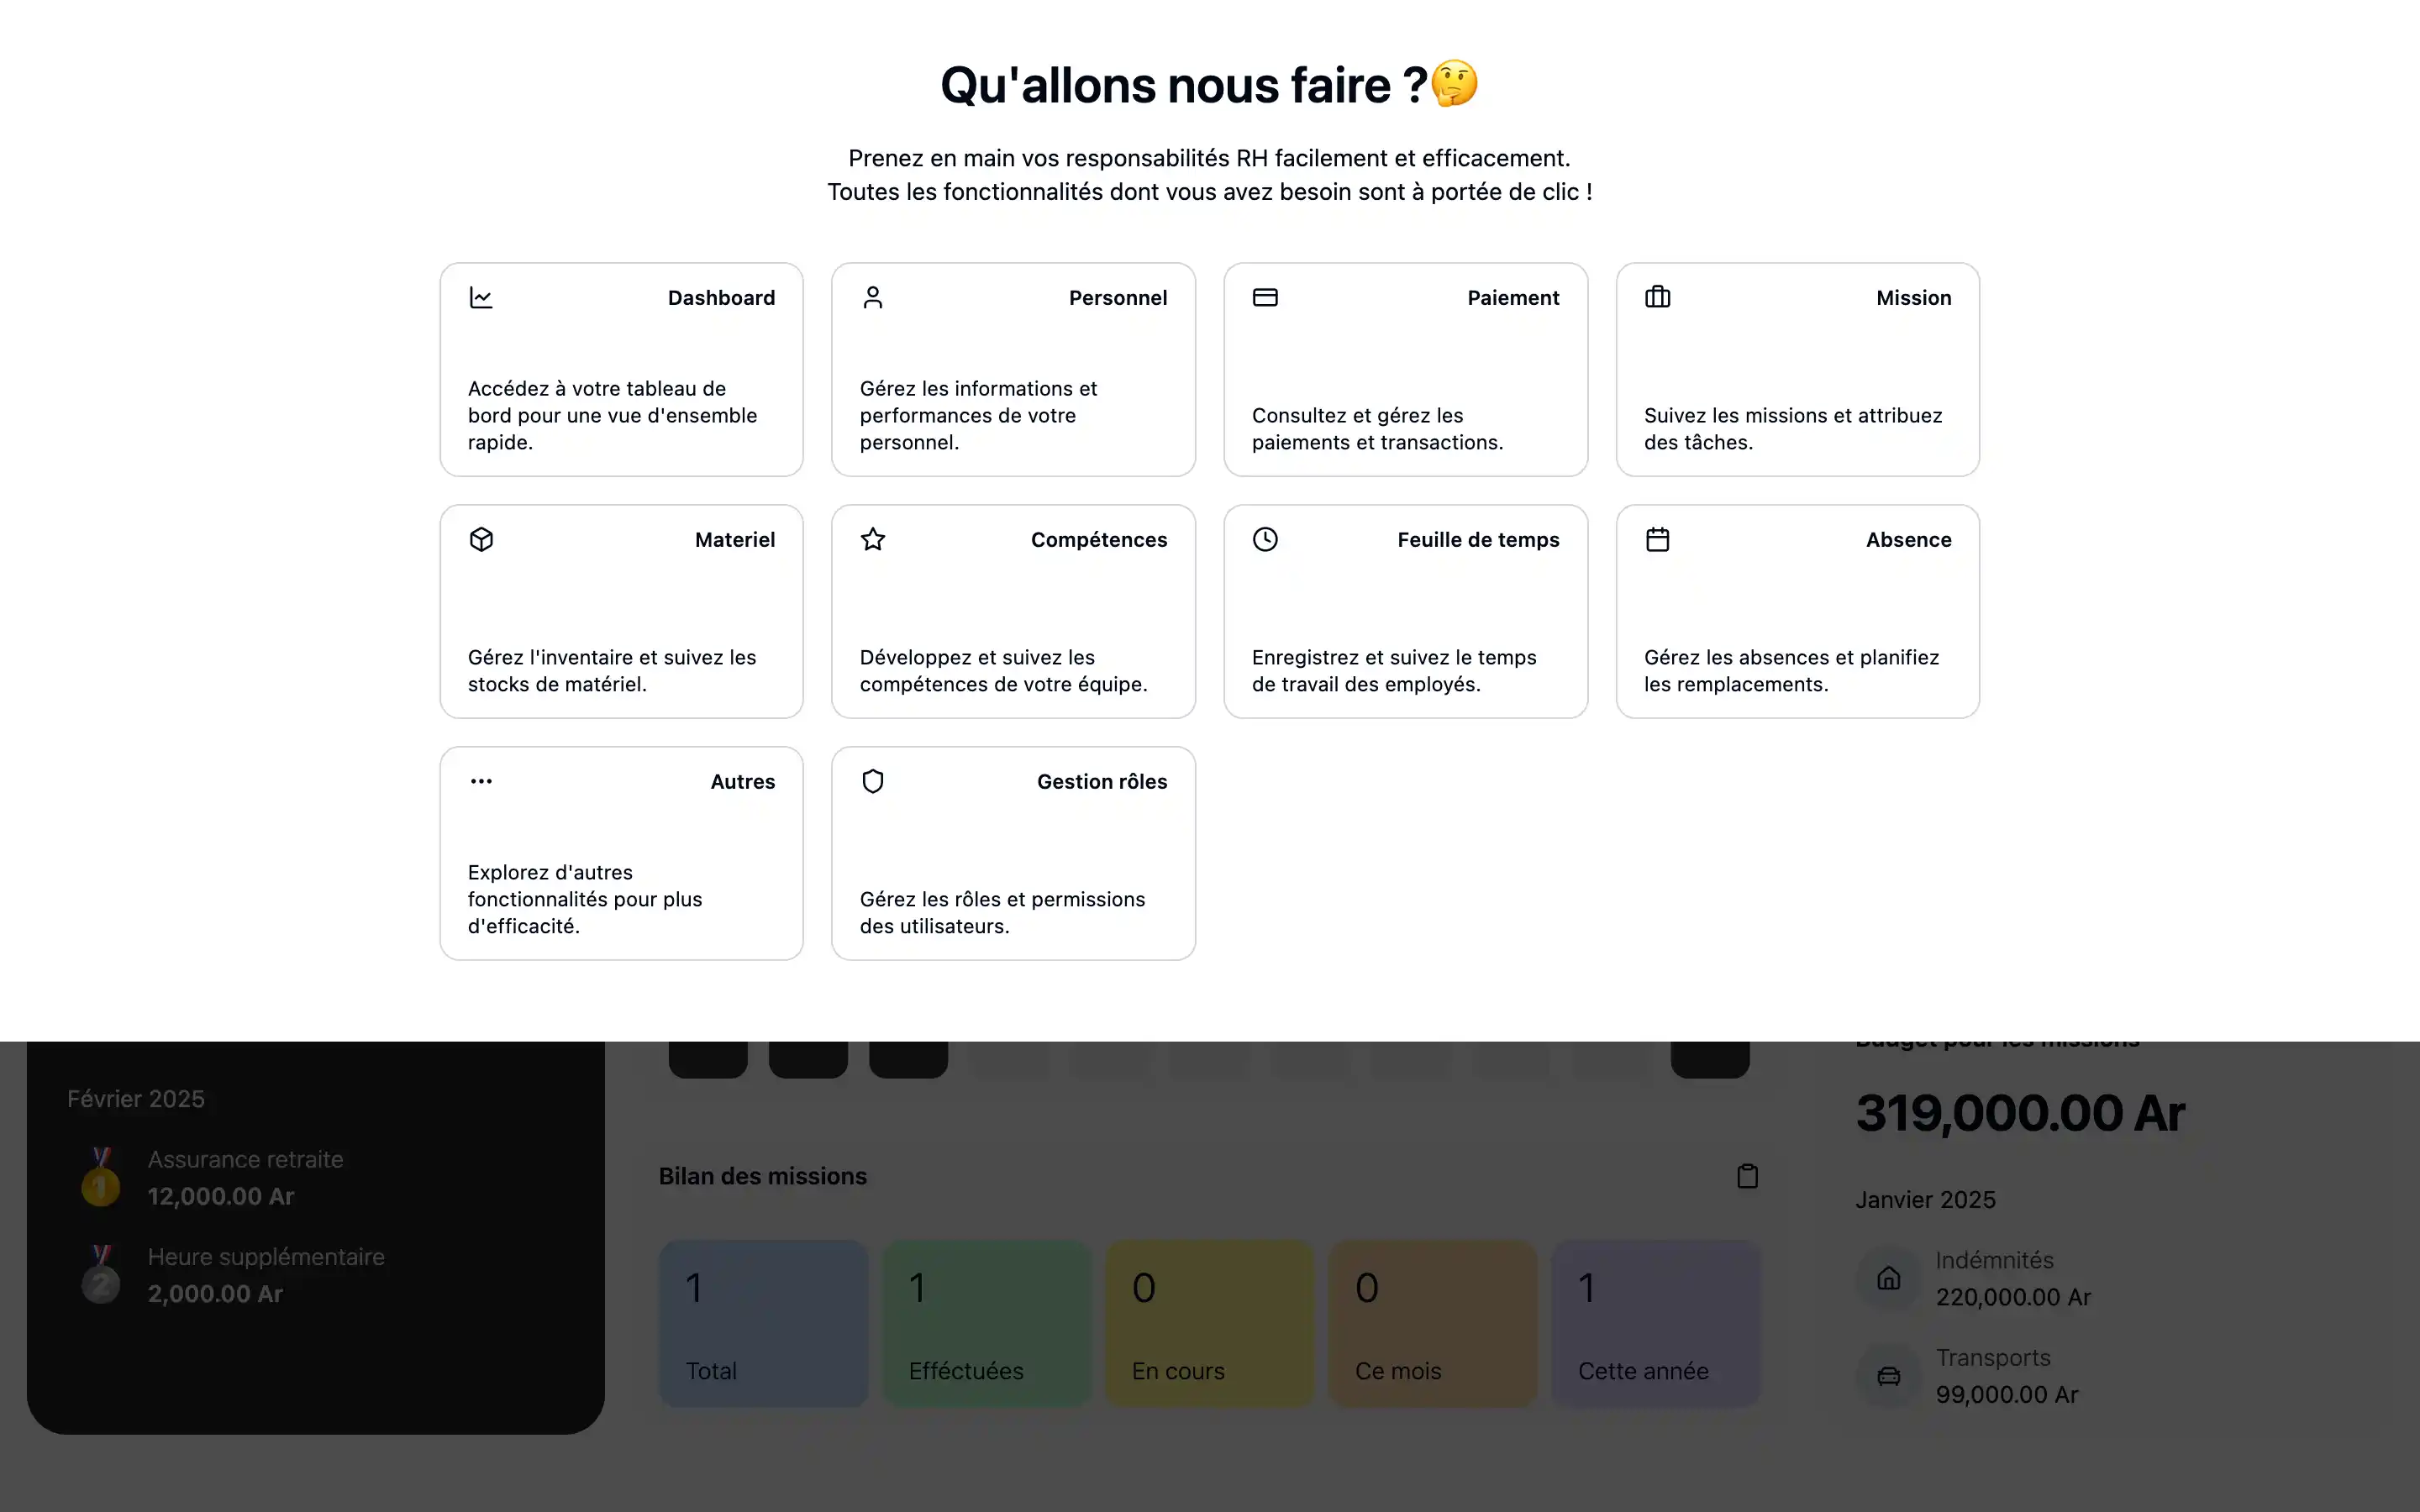 Qu'allons nous faire ?🤔
Prenez en main vos responsabilités RH facilement et efficacement.
Toutes les fonctionnalités dont vous avez besoin sont à portée de clic !
Dashboard
Accédez à votre tableau de
bord pour une vue d'ensemble
rapide.
Personnel
Gérez les informations et
performances de votre
personnel.
Paiement
Consultez et gérez les
paiements et transactions.
Mission
Suivez les missions et attribuez
des tâches.
Materiel
Gérez l'inventaire et suivez les
stocks de matériel.
Compétences
Développez et suivez les
compétences de votre équipe.
Feuille de temps
Enregistrez et suivez le temps
de travail des employés.
Absence
Gérez les absences et planifiez
les remplacements.
Autres
Explorez d'autres
fonctionnalités pour plus
d'efficacité.
Gestion rôles
Gérez les rôles et permissions
des utilisateurs.
Février 2025
1
Assurance retraite
12,000.00 Ar
2
Heure supplémentaire
2,000.00 Ar
Bilan des missions
1
Total
1
Efféctuées
0
En cours
0
Ce mois
1
Cette année
Budget pour les missions
319,000.00 Ar
Janvier 2025
Indémnités
220,000.00 Ar
Transports
99,000.00 Ar